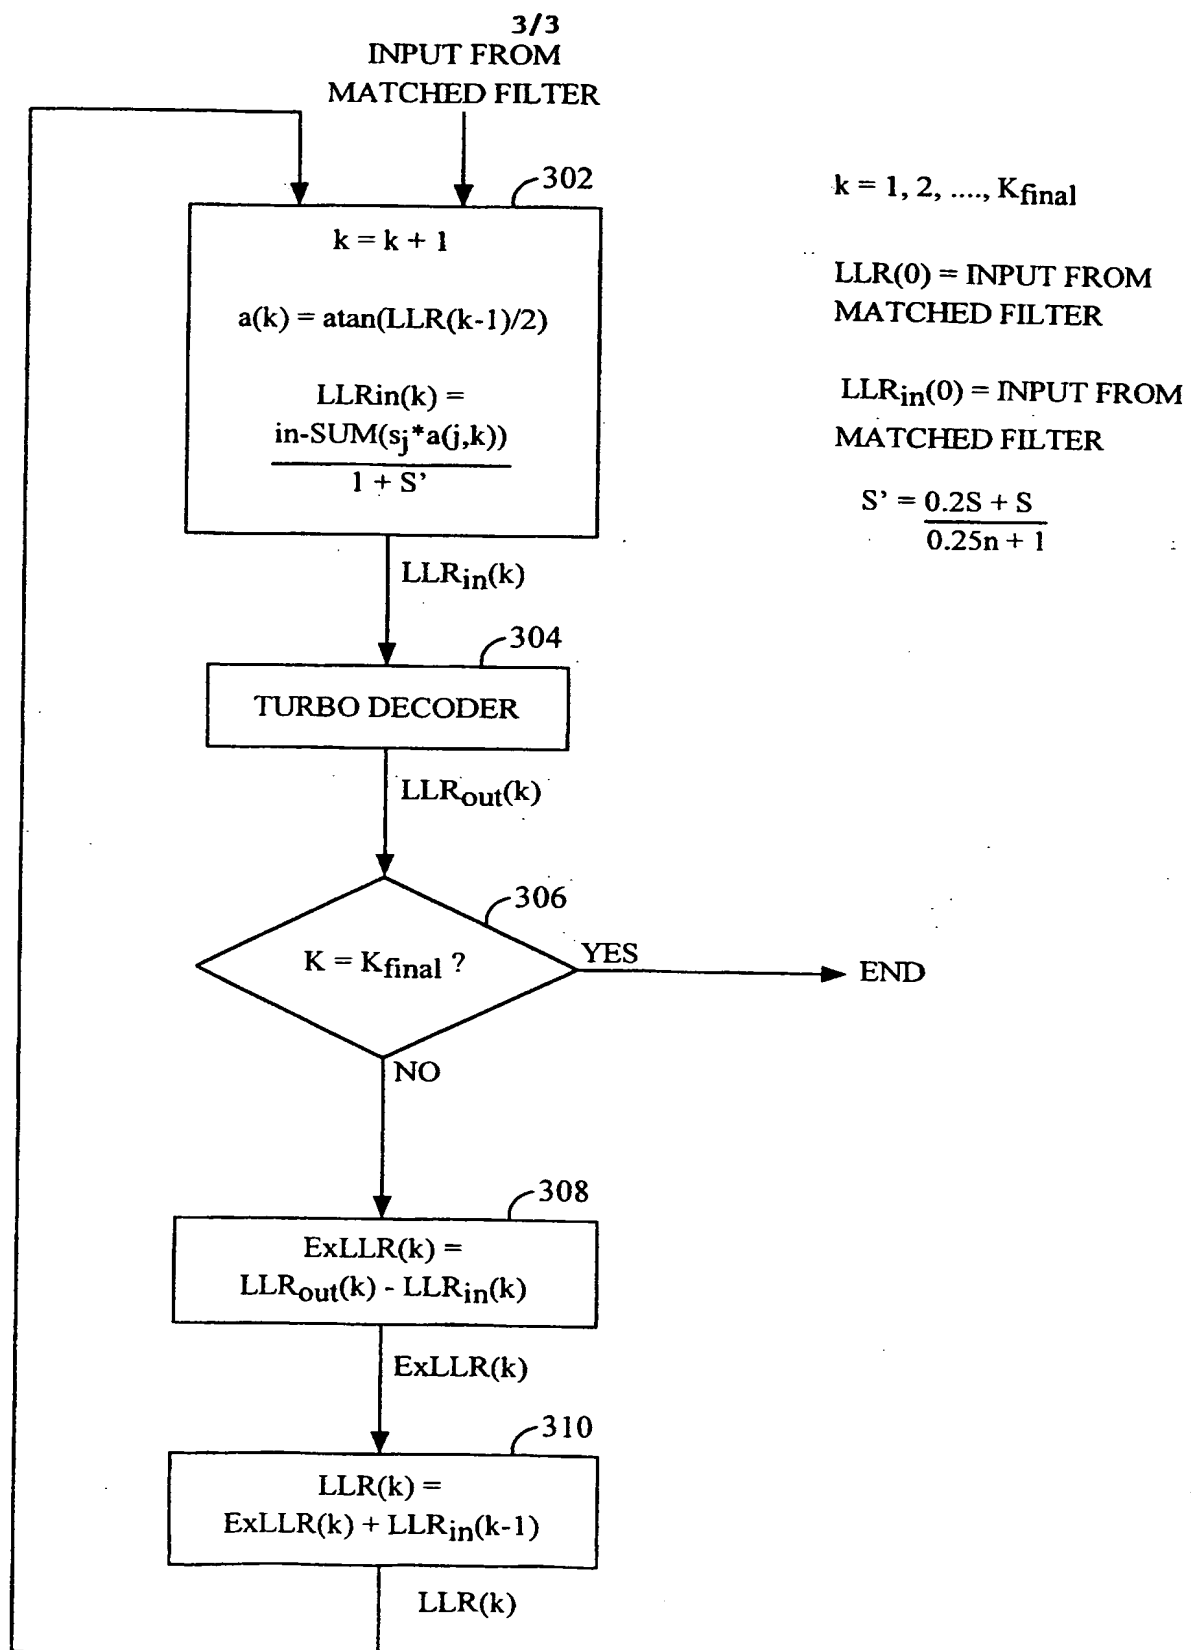 3/3
INPUT FROM
MATCHED FILTER
302
k = k + 1
a(k) = atan(LLR(k-1)/2)
LLRin(k) =
in-SUM(sj*a(j,k))
1 + S’
k = 1, 2, ...., Kfinal
LLR(0) = INPUT FROM
MATCHED FILTER
LLRin(0) = INPUT FROM
MATCHED FILTER
S’ = 0.2S + S
0.25n + 1
LLRin(k)
304
TURBO DECODER
LLRout(k)
306
K = Kfinal ?
YES
END
NO
308
ExLLR(k) =
LLRout(k) - LLRin(k)
ExLLR(k)
310
LLR(k) =
ExLLR(k) + LLRin(k-1)
LLR(k)